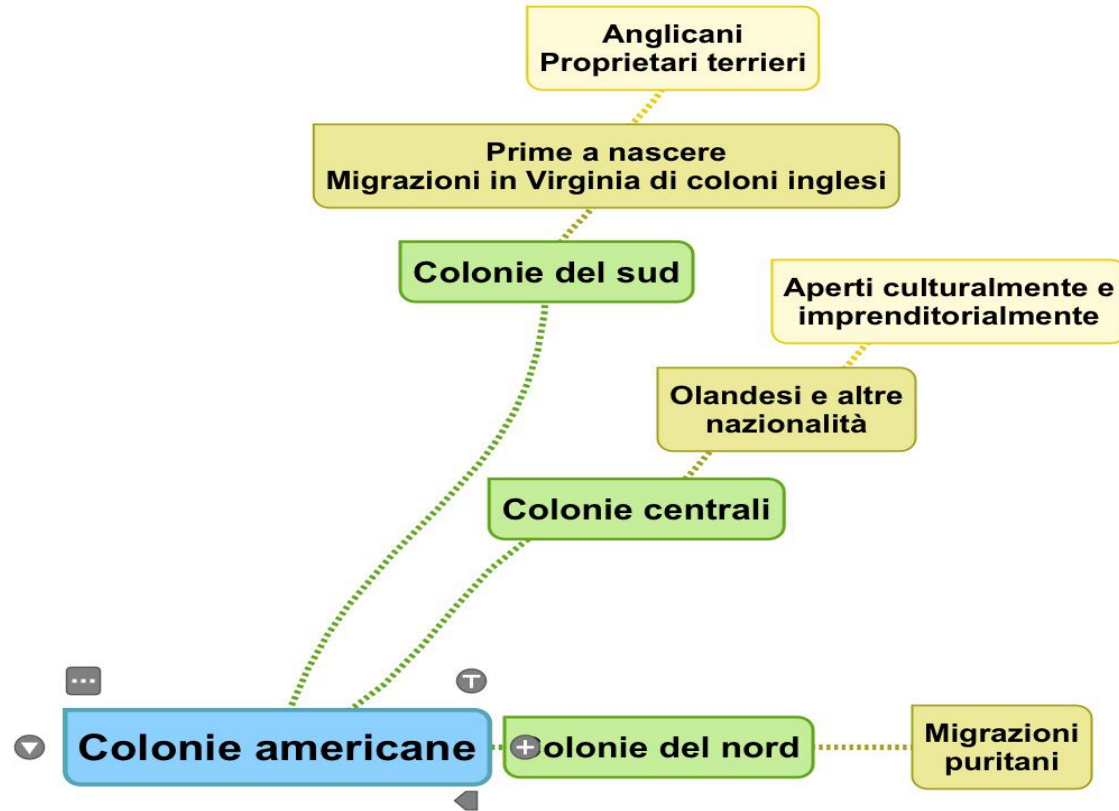 Anglicani
Proprietari terrieri
Prime a nascere
Migrazioni in Virginia di coloni inglesi
Colonie del sud
Aperti culturalmente e
imprenditorialmente
Olandesi e altre
nazionalità
Colonie centrali
Colonie americane
Colonie del nord
Migrazioni
puritani